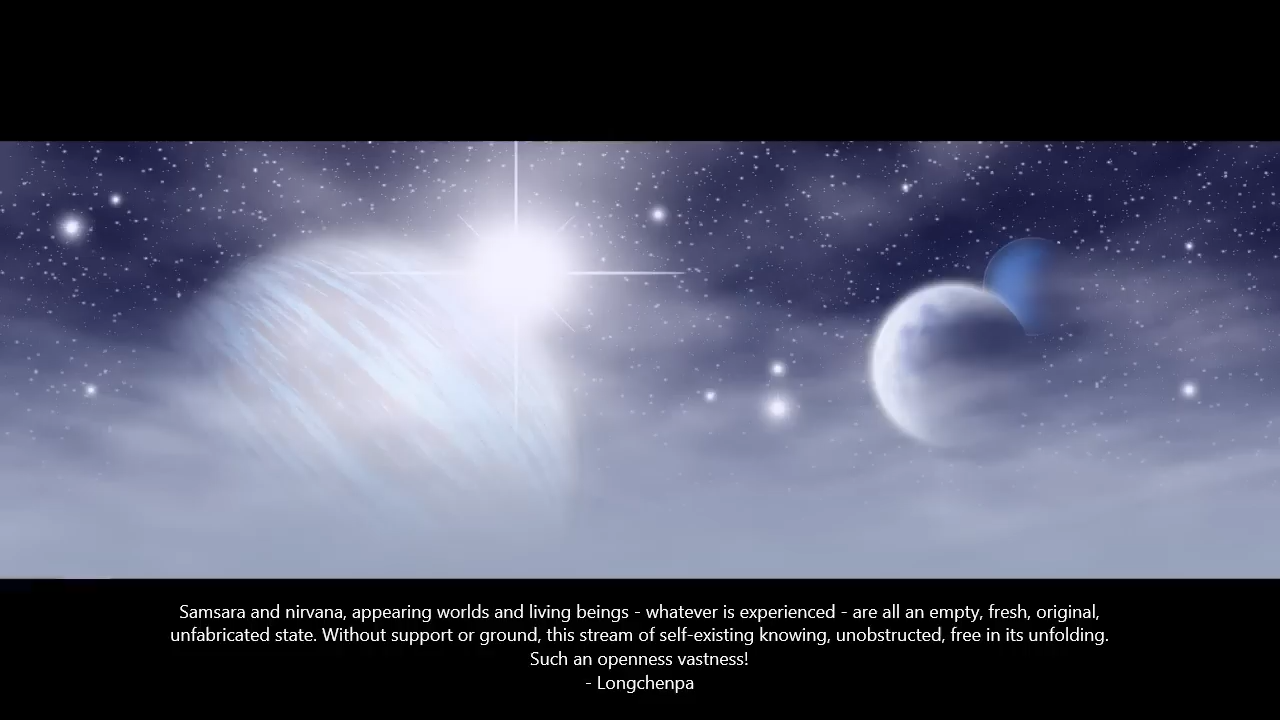 Samsara and nirvana, appearing worlds and living beings - whatever is experienced - are all an empty, fresh, original,
unfabricated state. Without support or ground, this stream of self-existing knowing, unobstructed, free in its unfolding.
Such an openness vastness!
- Longchenpa